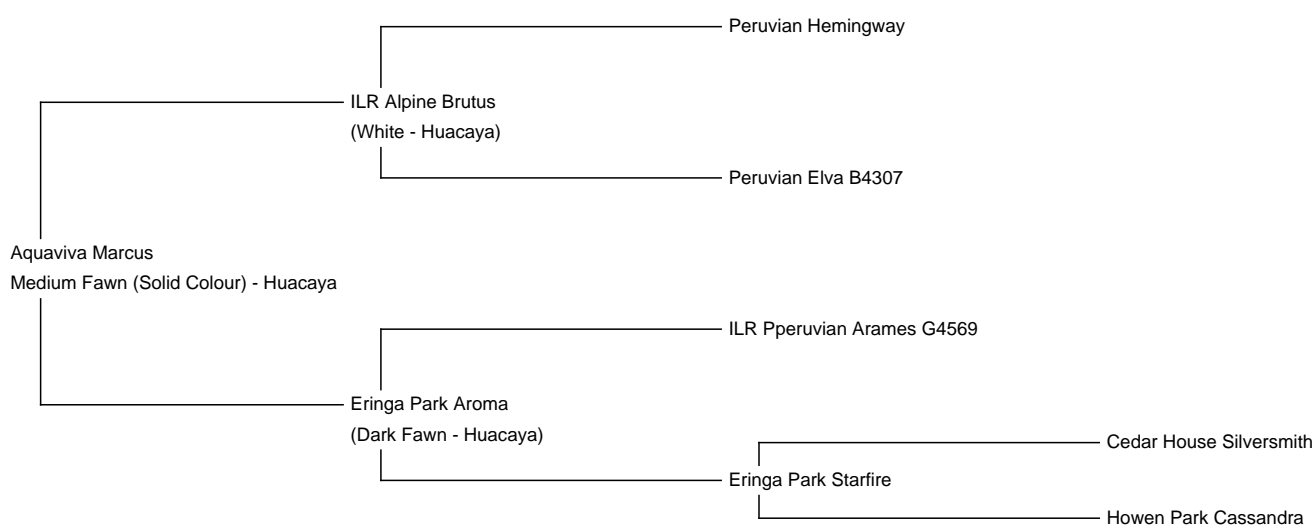 Peruvian Hemingway
ILR Alpine Brutus
(White - Huacaya)
Peruvian Elva B4307
Aquaviva Marcus
Medium Fawn (Solid Colour) - Huacaya
ILR Pperuvian Arames G4569
Eringa Park Aroma
(Dark Fawn - Huacaya)
Cedar House Silversmith
Eringa Park Starfire
Howen Park Cassandra